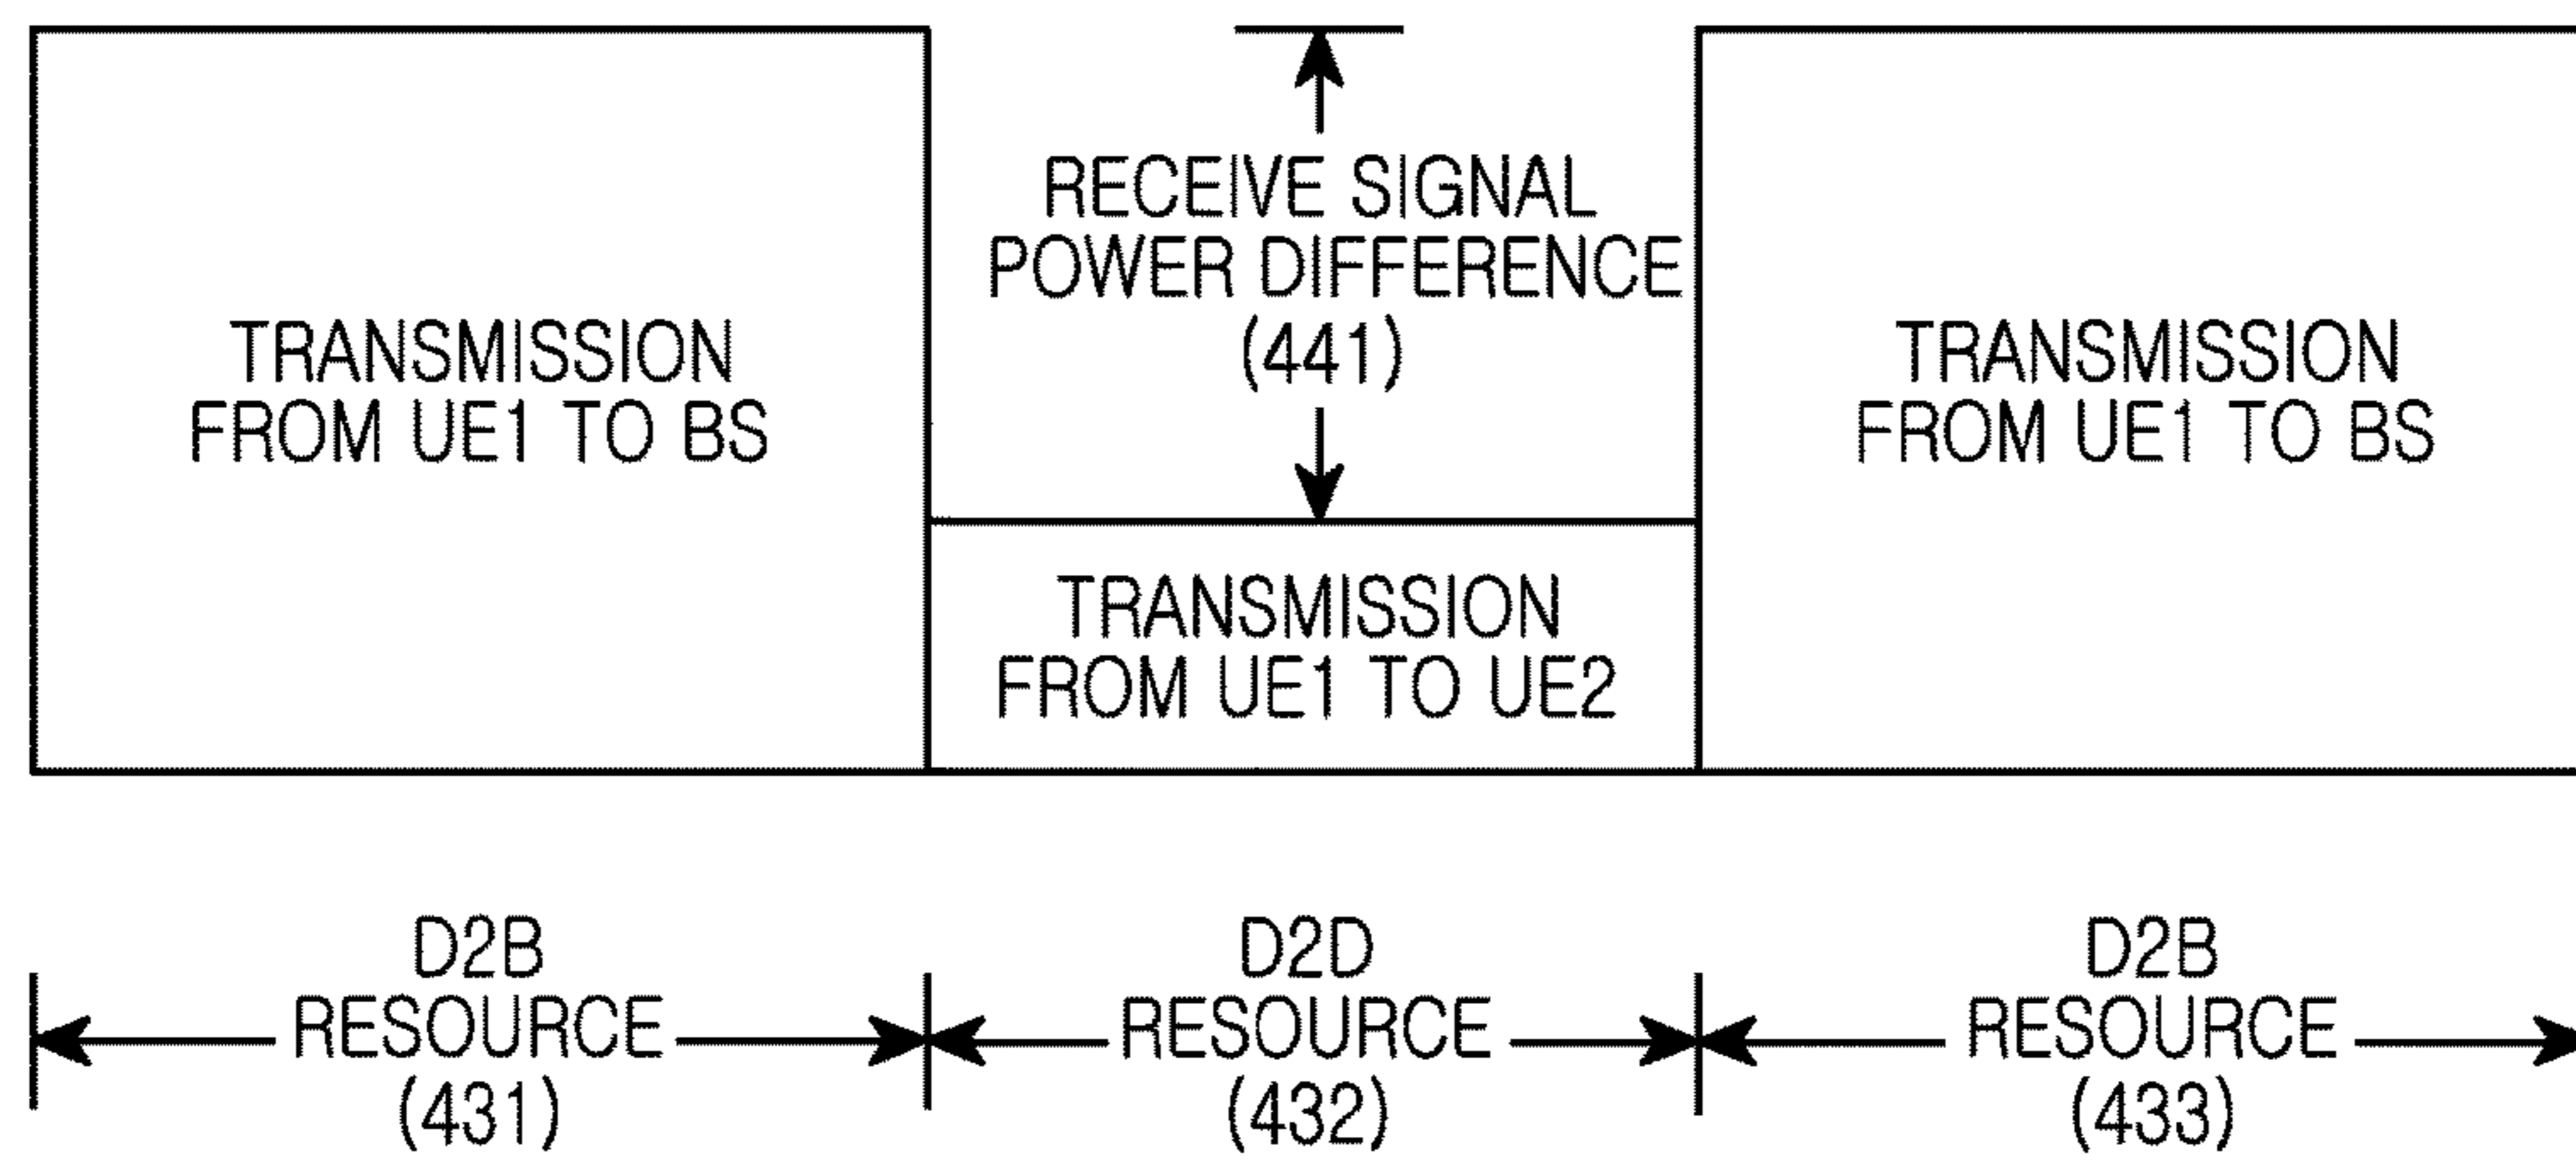 TRANSMISSION
FROM UE1 TO BS
RECEIVE SIGNAL
POWER DIFFERENCE
(441)
TRANSMISSION
FROM UE1 TO UE2
TRANSMISSION
FROM UE1 TO BS
D2B
RESOURCE
(431)
D2D
RESOURCE
(432)
D2B
RESOURCE
(433)